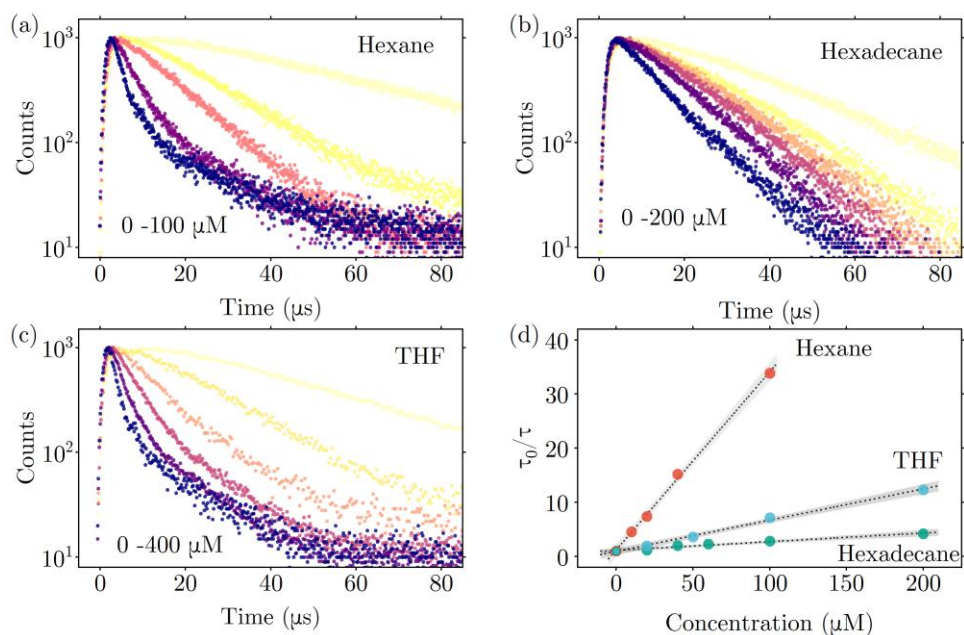 (a)
Hexane
10³
10²
10¹
Counts
0 -100 μM
0 20 40 60 80
Time (μs)
(b)
Hexadecane
10³
10²
10¹
Counts
0 -200 μM
0 20 40 60 80
Time (μs)
(c)
THF
10³
10²
10¹
Counts
0 -400 μM
0 20 40 60 80
Time (μs)
(d)
Hexane
THF
Hexadecane
40
30
20
10
0
τ₀/τ
0 50 100 150 200
Concentration (μM)